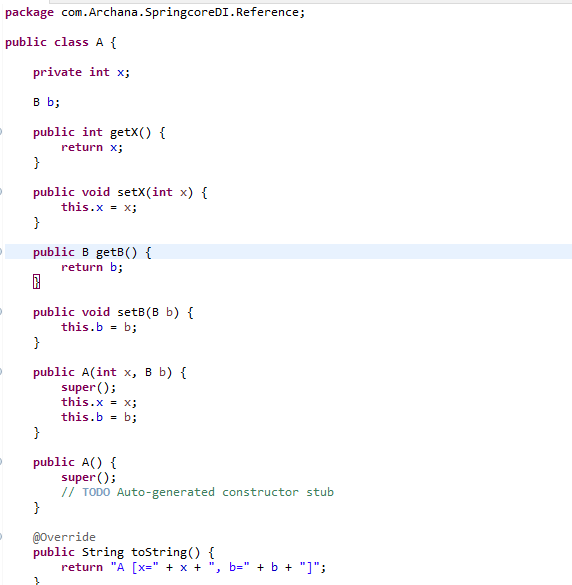 package com.Archana.SpringcoreDI.Reference;
public class A {
private int x;
B b;
public int getX() {
return x;
}
public void setX(int x) {
this.x = x;
}
public B getB() {
return b;
}
public void setB(B b) {
this.b = b;
}
public A(int x, B b) {
super();
this.x = x;
this.b = b;
}
public A() {
super();
// TODO Auto-generated constructor stub
}
@Override
public String toString() {
return "A [x=" + x + ", b=" + b + "]";
}